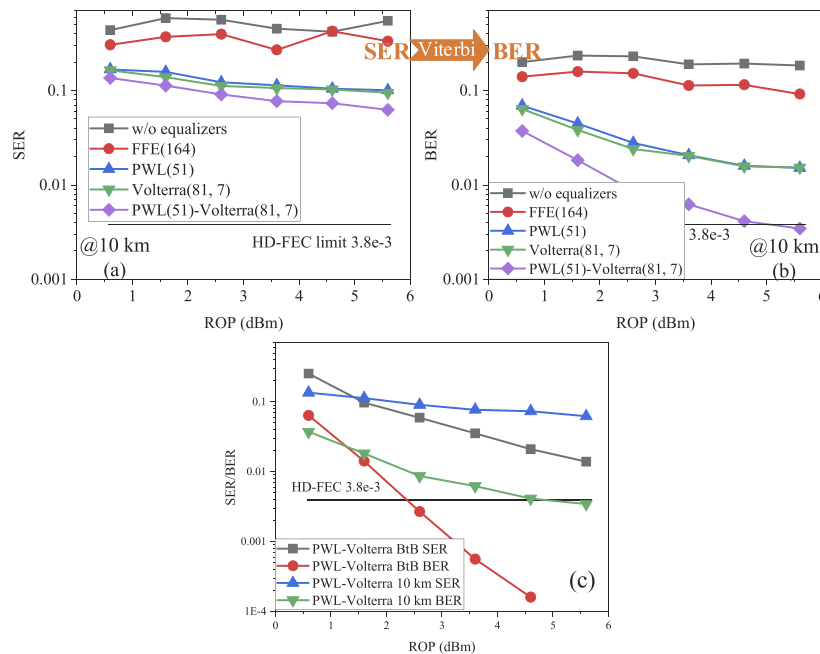 SER Viterbi BER
1
0.1
0.01
0.001
SER
w/o equalizers
FFE(164)
PWL(51)
Volterra(81, 7)
PWL(51)-Volterra(81, 7)
HD-FEC limit 3.8e-3
@10 km
(a)
0 1 2 3 4 5 6
ROP (dBm)
1
0.1
0.01
0.001
BER
w/o equalizers
FFE(164)
PWL(51)
Volterra(81, 7)
PWL(51)-Volterra(81, 7)
3.8e-3
@10 km
(b)
0 1 2 3 4 5 6
ROP (dBm)
0.1
0.01
0.001
1E-4
SER/BER
HD-FEC 3.8e-3
PWL-Volterra BtB SER
PWL-Volterra BtB BER
PWL-Volterra 10 km SER
PWL-Volterra 10 km BER
(c)
0 1 2 3 4 5 6
ROP (dBm)